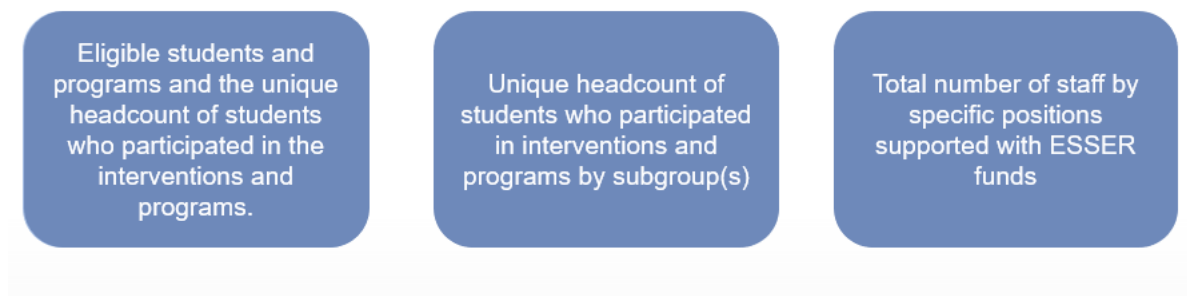 Eligible students and
programs and the unique
headcount of students
who participated in the
interventions and
programs.
Unique headcount of
students who participated
in interventions and
programs by subgroup(s)
Total number of staff by
specific positions
supported with ESSER
funds